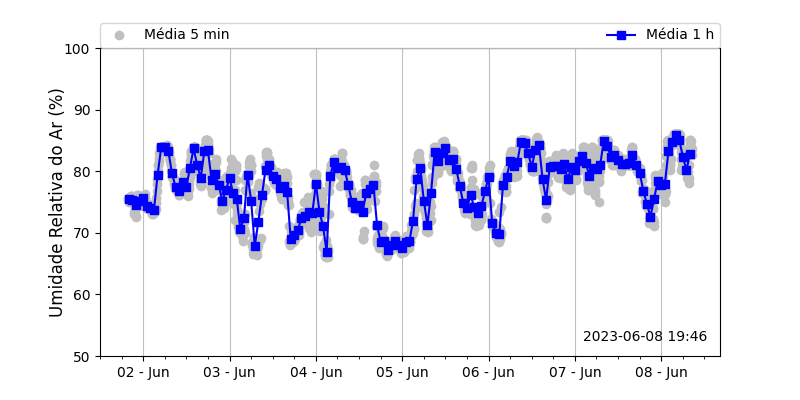 Média 5 min
Média 1 h
Umidade Relativa do Ar (%)
100
90
80
70
60
50
2023-06-08 19:46
02 - Jun
03 - Jun
04 - Jun
05 - Jun
06 - Jun
07 - Jun
08 - Jun